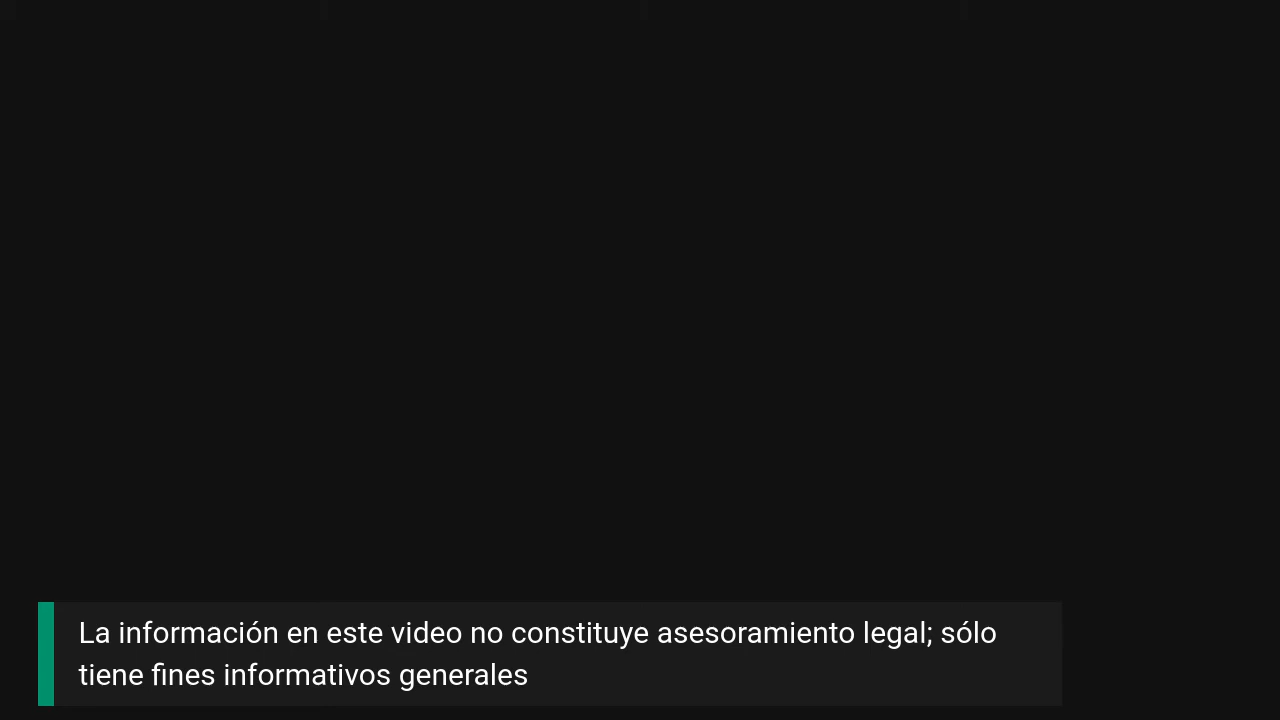 La información en este video no constituye asesoramiento legal; sólo
tiene fines informativos generales